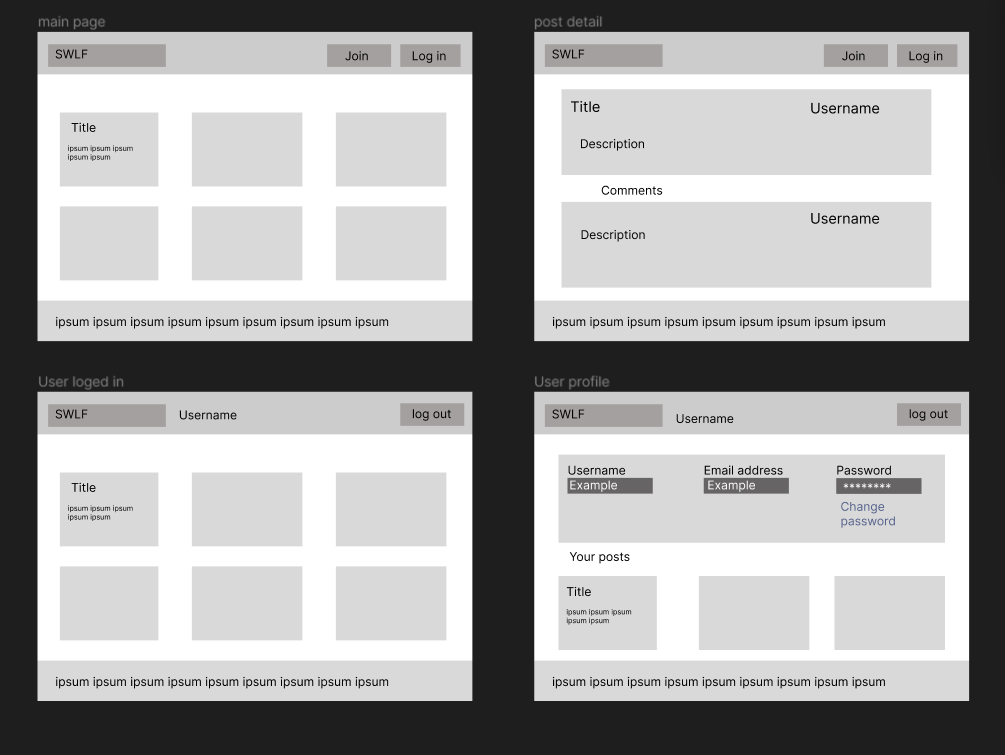 main page
SWLF
Join
Log in
Title
ipsum ipsum ipsum
ipsum ipsum
ipsum ipsum ipsum ipsum ipsum ipsum ipsum ipsum ipsum
post detail
SWLF
Join
Log in
Title
Username
Description
Comments
Username
Description
ipsum ipsum ipsum ipsum ipsum ipsum ipsum ipsum ipsum
User loged in
SWLF
Username
log out
Title
ipsum ipsum ipsum
ipsum ipsum
ipsum ipsum ipsum ipsum ipsum ipsum ipsum ipsum ipsum
User profile
SWLF
Username
log out
Username
Example
Email address
Example
Password
********
Change
password
Your posts
Title
ipsum ipsum ipsum
ipsum ipsum
ipsum ipsum ipsum ipsum ipsum ipsum ipsum ipsum ipsum